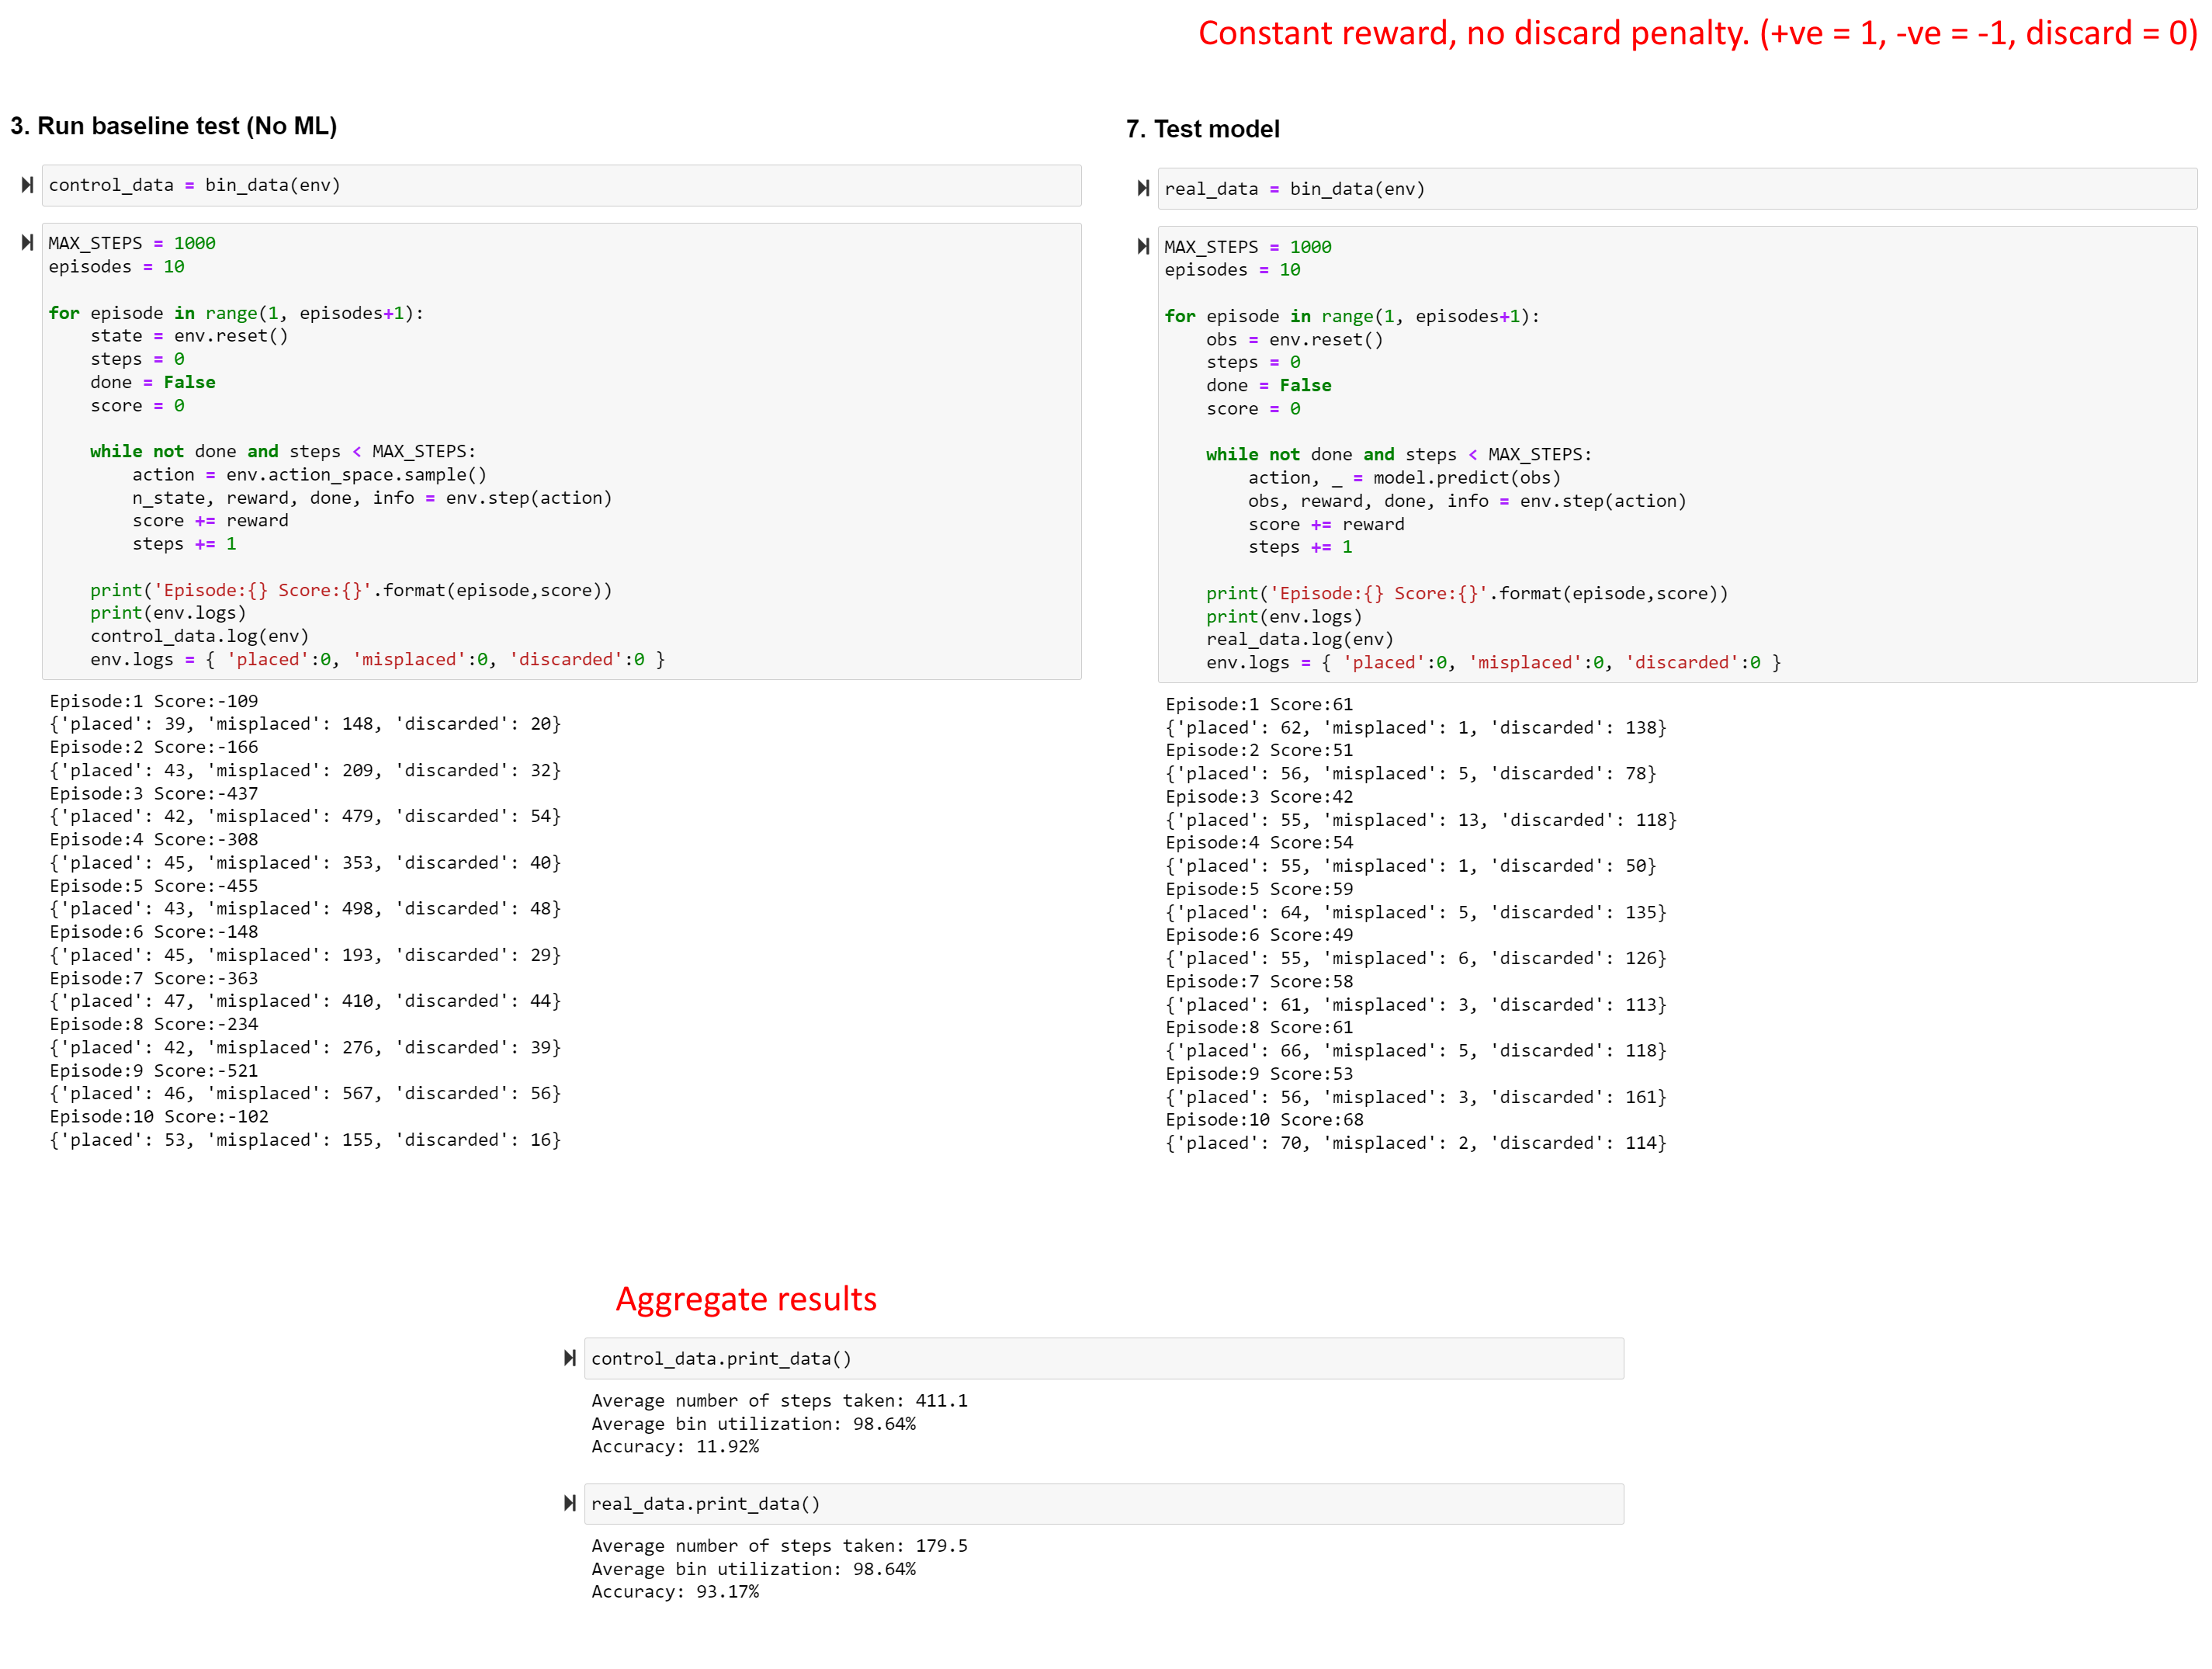 Constant reward, no discard penalty. (+ve = 1, -ve = -1, discard = 0)
3. Run baseline test (No ML)
control_data = bin_data(env)
MAX_STEPS = 1000
episodes = 10
for episode in range(1, episodes+1):
    state = env.reset()
    steps = 0
    done = False
    score = 0
    while not done and steps < MAX_STEPS:
        action = env.action_space.sample()
        n_state, reward, done, info = env.step(action)
        score += reward
        steps += 1
    print('Episode:{} Score:{}'.format(episode,score))
    print(env.logs)
    control_data.log(env)
    env.logs = { 'placed':0, 'misplaced':0, 'discarded':0 }
Episode:1 Score:-109
{'placed': 39, 'misplaced': 148, 'discarded': 20}
Episode:2 Score:-166
{'placed': 43, 'misplaced': 209, 'discarded': 32}
Episode:3 Score:-437
{'placed': 42, 'misplaced': 479, 'discarded': 54}
Episode:4 Score:-308
{'placed': 45, 'misplaced': 353, 'discarded': 40}
Episode:5 Score:-455
{'placed': 43, 'misplaced': 498, 'discarded': 48}
Episode:6 Score:-148
{'placed': 45, 'misplaced': 193, 'discarded': 29}
Episode:7 Score:-363
{'placed': 47, 'misplaced': 410, 'discarded': 44}
Episode:8 Score:-234
{'placed': 42, 'misplaced': 276, 'discarded': 39}
Episode:9 Score:-521
{'placed': 46, 'misplaced': 567, 'discarded': 56}
Episode:10 Score:-102
{'placed': 53, 'misplaced': 155, 'discarded': 16}
7. Test model
real_data = bin_data(env)
MAX_STEPS = 1000
episodes = 10
for episode in range(1, episodes+1):
    obs = env.reset()
    steps = 0
    done = False
    score = 0
    while not done and steps < MAX_STEPS:
        action, _ = model.predict(obs)
        obs, reward, done, info = env.step(action)
        score += reward
        steps += 1
    print('Episode:{} Score:{}'.format(episode,score))
    print(env.logs)
    real_data.log(env)
    env.logs = { 'placed':0, 'misplaced':0, 'discarded':0 }
Episode:1 Score:61
{'placed': 62, 'misplaced': 1, 'discarded': 138}
Episode:2 Score:51
{'placed': 56, 'misplaced': 5, 'discarded': 78}
Episode:3 Score:42
{'placed': 55, 'misplaced': 13, 'discarded': 118}
Episode:4 Score:54
{'placed': 55, 'misplaced': 1, 'discarded': 50}
Episode:5 Score:59
{'placed': 64, 'misplaced': 5, 'discarded': 135}
Episode:6 Score:49
{'placed': 55, 'misplaced': 6, 'discarded': 126}
Episode:7 Score:58
{'placed': 61, 'misplaced': 3, 'discarded': 113}
Episode:8 Score:61
{'placed': 66, 'misplaced': 5, 'discarded': 118}
Episode:9 Score:53
{'placed': 56, 'misplaced': 3, 'discarded': 161}
Episode:10 Score:68
{'placed': 70, 'misplaced': 2, 'discarded': 114}
Aggregate results
control_data.print_data()
Average number of steps taken: 411.1
Average bin utilization: 98.64%
Accuracy: 11.92%
real_data.print_data()
Average number of steps taken: 179.5
Average bin utilization: 98.64%
Accuracy: 93.17%